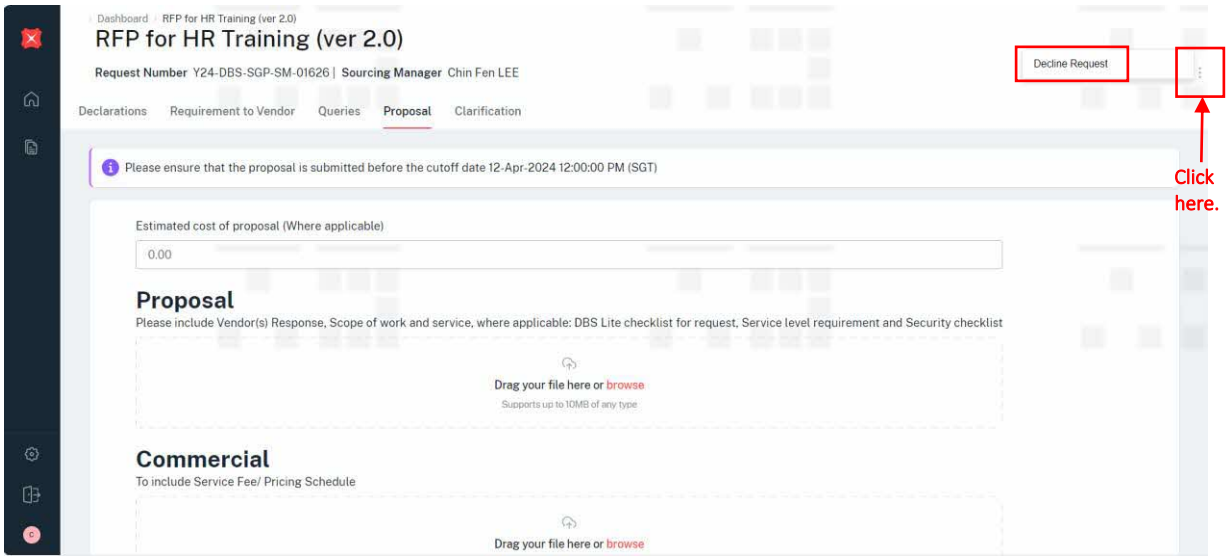 Dashboard / RFP for HR Training (ver 2.0)
RFP for HR Training (ver 2.0)
Request Number Y24-DBS-SGP-SM-01626 | Sourcing Manager Chin Fen LEE
Decline Request
Declarations Requirement to Vendor Queries Proposal Clarification
Please ensure that the proposal is submitted before the cutoff date 12-Apr-2024 12:00:00 PM (SGT)
Click
here.
Estimated cost of proposal (Where applicable)
0.00
Proposal
Please include Vendor(s) Response, Scope of work and service, where applicable: DBS Lite checklist for request, Service level requirement and Security checklist
Drag your file here or browse
Supports up to 10MB of any type
Commercial
To include Service Fee/ Pricing Schedule
Drag your file here or browse
C